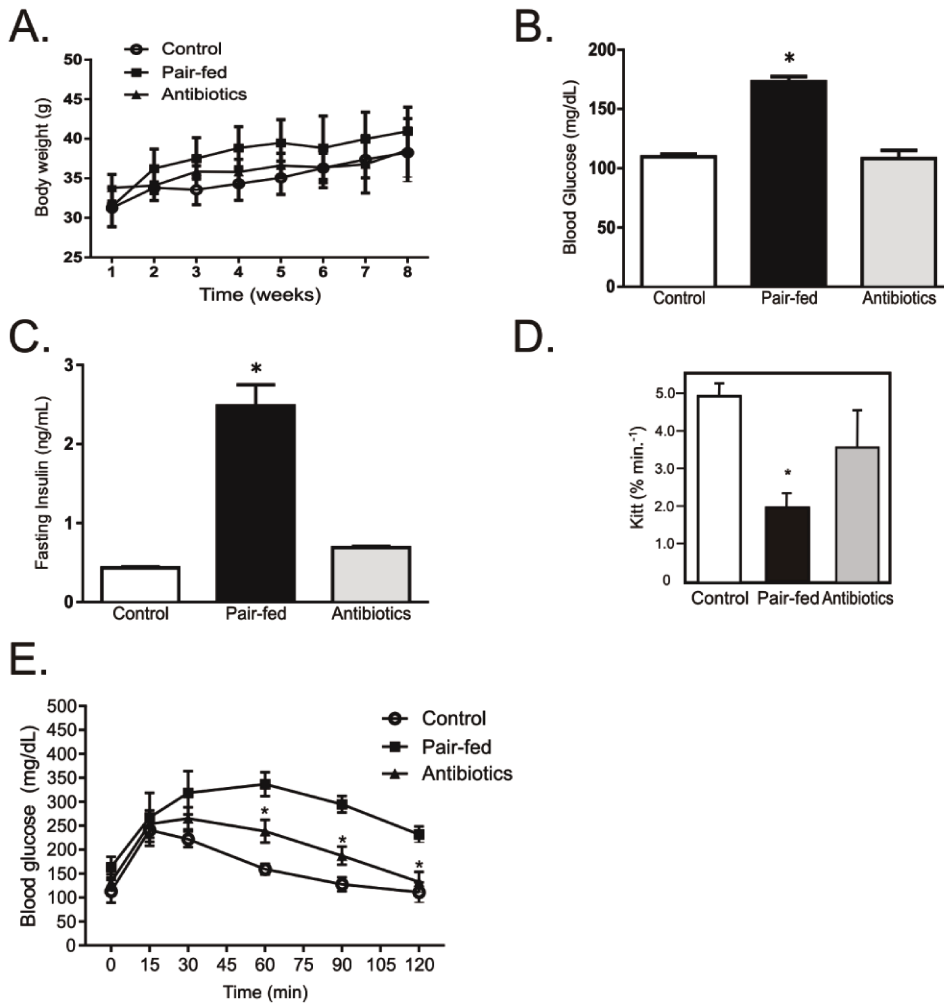 A.
Control
Pair-fed
Antibiotics
50
45
40
35
30
25
Body weight (g)
1 2 3 4 5 6 7 8
Time (weeks)
B.
200
150
100
50
0
Blood Glucose (mg/dL)
*
Control Pair-fed Antibiotics
C.
3
2
1
0
Fasting Insulin (ng/mL)
*
Control Pair-fed Antibiotics
D.
5.0
4.0
3.0
2.0
1.0
0
Kitt (% min.⁻¹)
*
Control Pair-fed Antibiotics
E.
500
450
400
350
300
250
200
150
100
50
0
Blood glucose (mg/dL)
Control
Pair-fed
Antibiotics
*
*
*
0 15 30 45 60 75 90 105 120
Time (min)